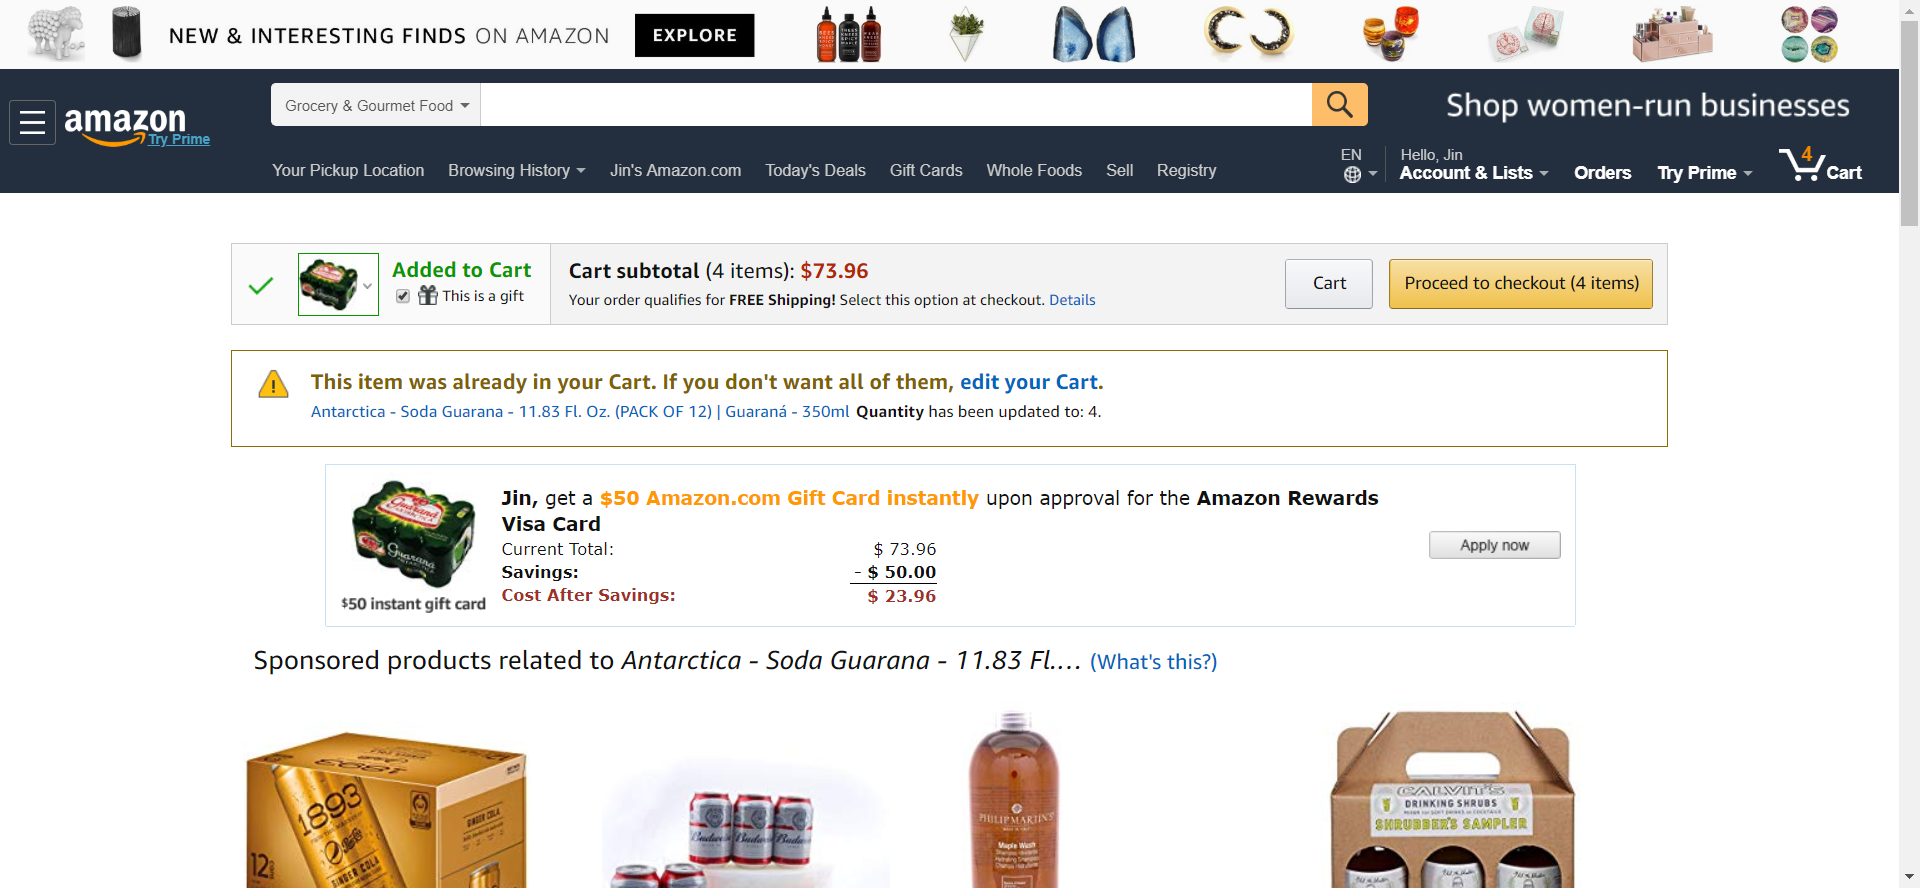 NEW & INTERESTING FINDS ON AMAZON EXPLORE
Grocery & Gourmet Food
Shop women-run businesses
amazon
Try Prime
Your Pickup Location Browsing History Jin's Amazon.com Today's Deals Gift Cards Whole Foods Sell Registry
EN
Hello, Jin
Account & Lists
Orders
Try Prime
4
Cart
Added to Cart
This is a gift
Cart subtotal (4 items): $73.96
Your order qualifies for FREE Shipping! Select this option at checkout. Details
Cart
Proceed to checkout (4 items)
This item was already in your Cart. If you don't want all of them, edit your Cart.
Antarctica - Soda Guarana - 11.83 Fl. Oz. (PACK OF 12) | Guaraná - 350ml Quantity has been updated to: 4.
Jin, get a $50 Amazon.com Gift Card instantly upon approval for the Amazon Rewards
Visa Card
Current Total: $ 73.96
Savings: - $ 50.00
Cost After Savings: $ 23.96
Apply now
Guaraná
ANTARCTICA
$50 instant gift card
Sponsored products related to Antarctica - Soda Guarana - 11.83 Fl.... (What's this?)
1893
GINGER COLA
GINGER COLA
12
Budweiser
PHILIP MARTIN'S
Maple Wash
CALVIT'S
DRINKING SHRUBS
SHRUBBER'S SAMPLER